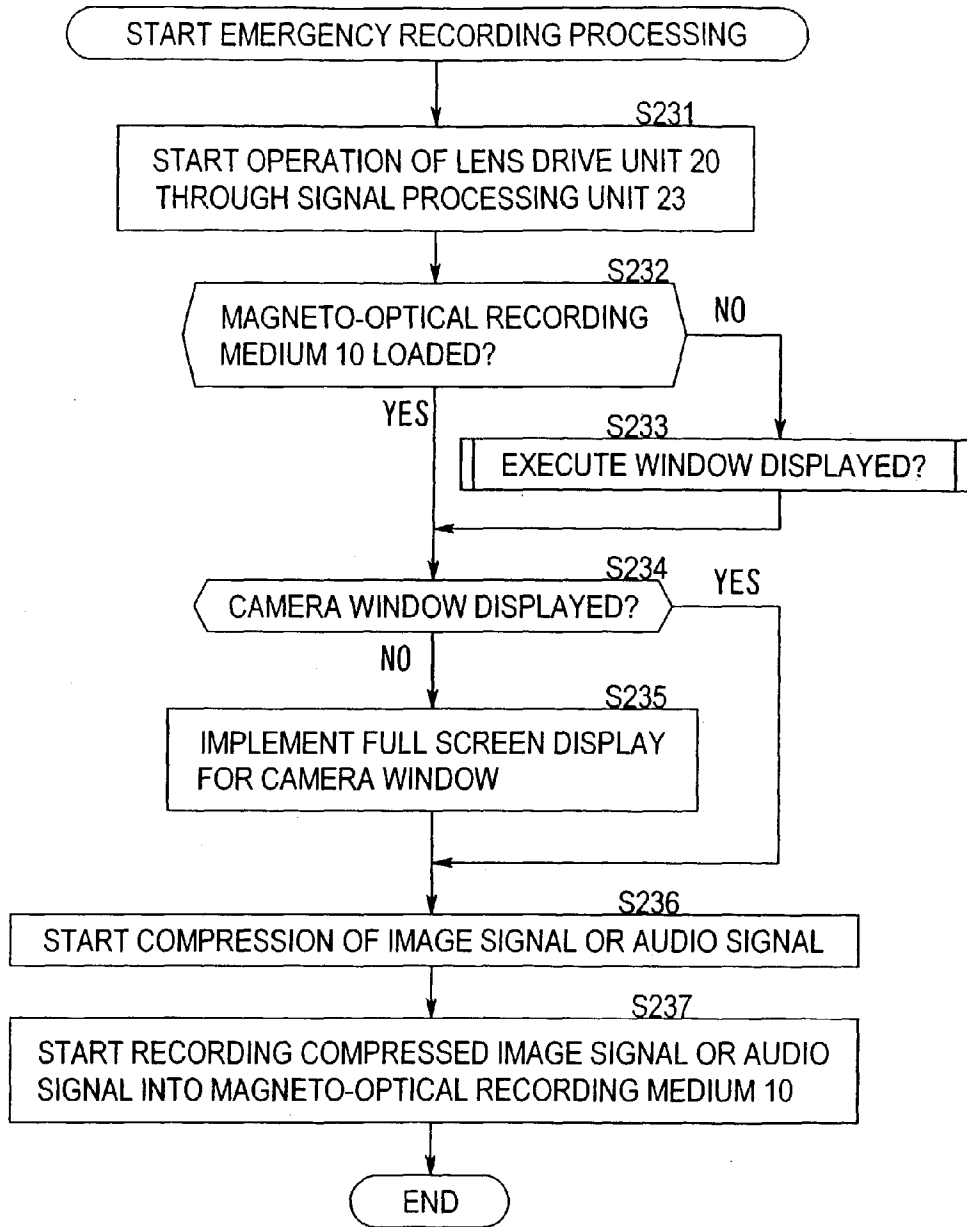 START EMERGENCY RECORDING PROCESSING
S231
START OPERATION OF LENS DRIVE UNIT 20
THROUGH SIGNAL PROCESSING UNIT 23
S232
MAGNETO-OPTICAL RECORDING
MEDIUM 10 LOADED?
NO
YES
S233
EXECUTE WINDOW DISPLAYED?
S234
CAMERA WINDOW DISPLAYED?
YES
NO
S235
IMPLEMENT FULL SCREEN DISPLAY
FOR CAMERA WINDOW
S236
START COMPRESSION OF IMAGE SIGNAL OR AUDIO SIGNAL
S237
START RECORDING COMPRESSED IMAGE SIGNAL OR AUDIO
SIGNAL INTO MAGNETO-OPTICAL RECORDING MEDIUM 10
END